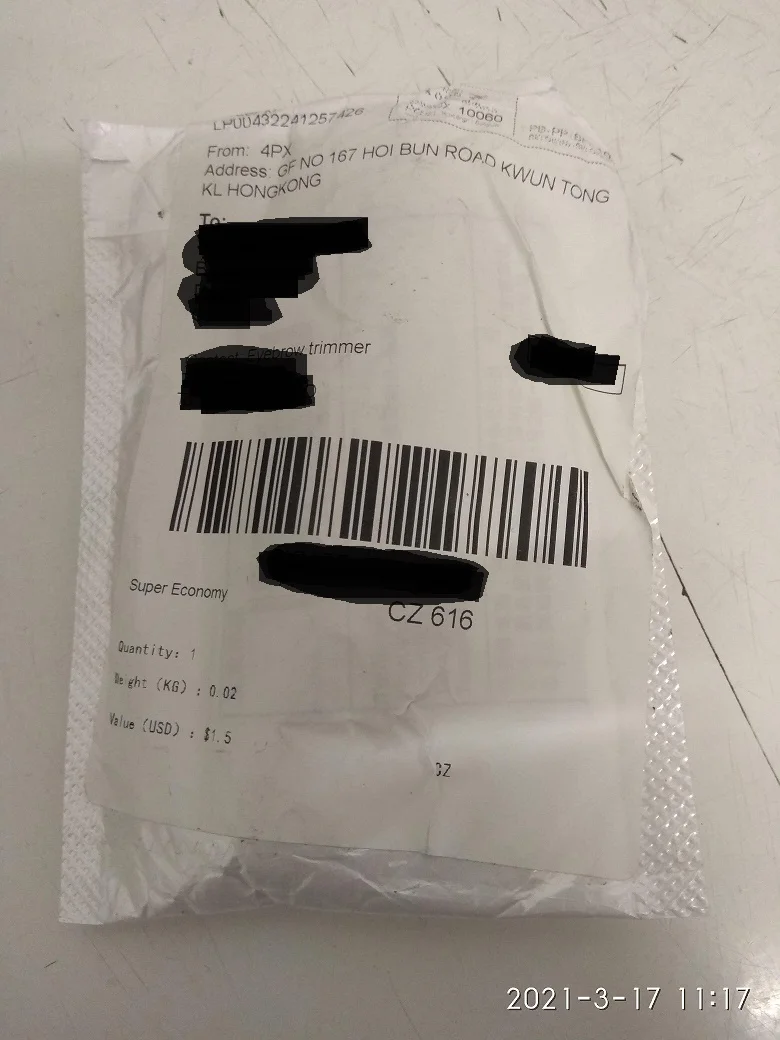 LP00432241257426
10060
From: 4PX
Address: GF NO 167 HOI BUN ROAD KWUN TONG
KL HONGKONG
To:
Eyebrow trimmer
Super Economy
CZ 616
Quantity: 1
Weight (KG) : 0.02
Value (USD) : $1.5
CZ
2021-3-17 11:17